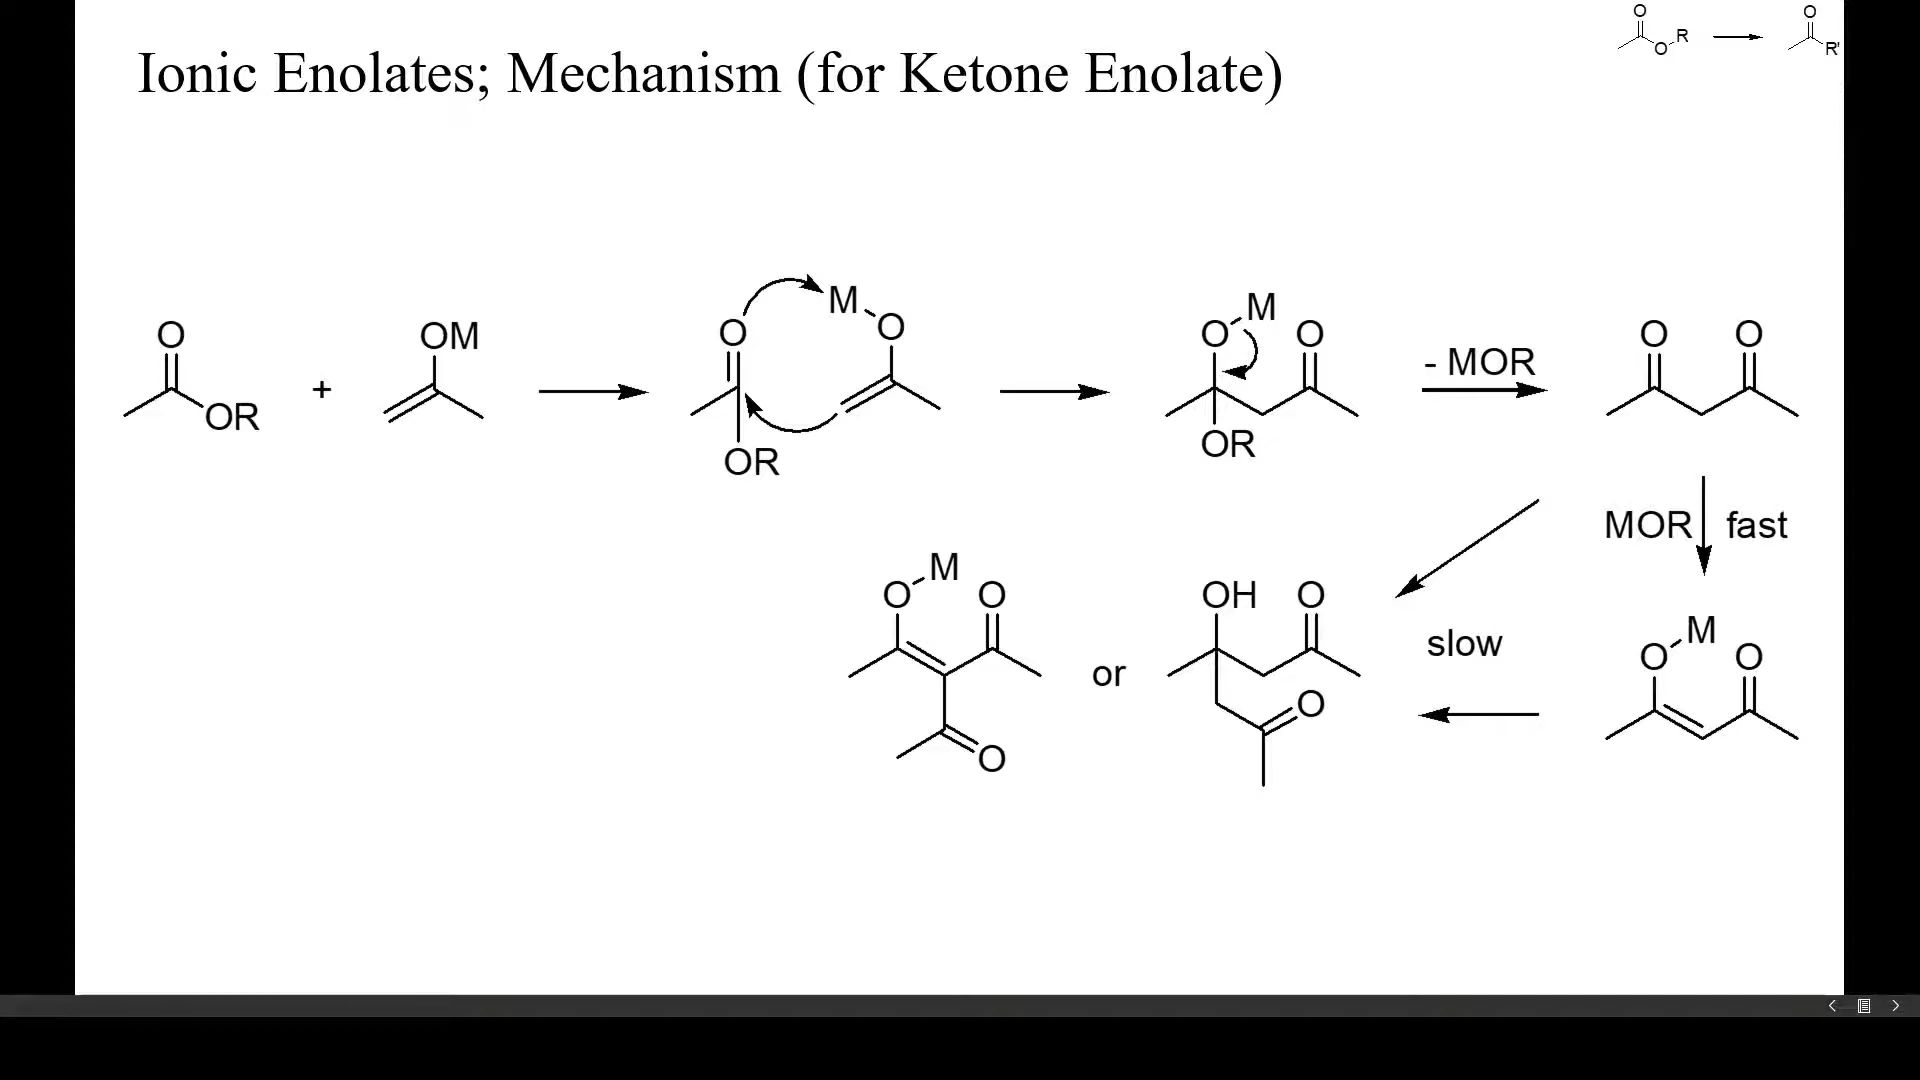 Ionic Enolates; Mechanism (for Ketone Enolate)
O
O
R
O
R'
O
OR
+
OM
O
OR
M
O
O
M
OR
O
- MOR
O
O
MOR
fast
O
M
O
O
or
OH
O
O
slow
O
M
O